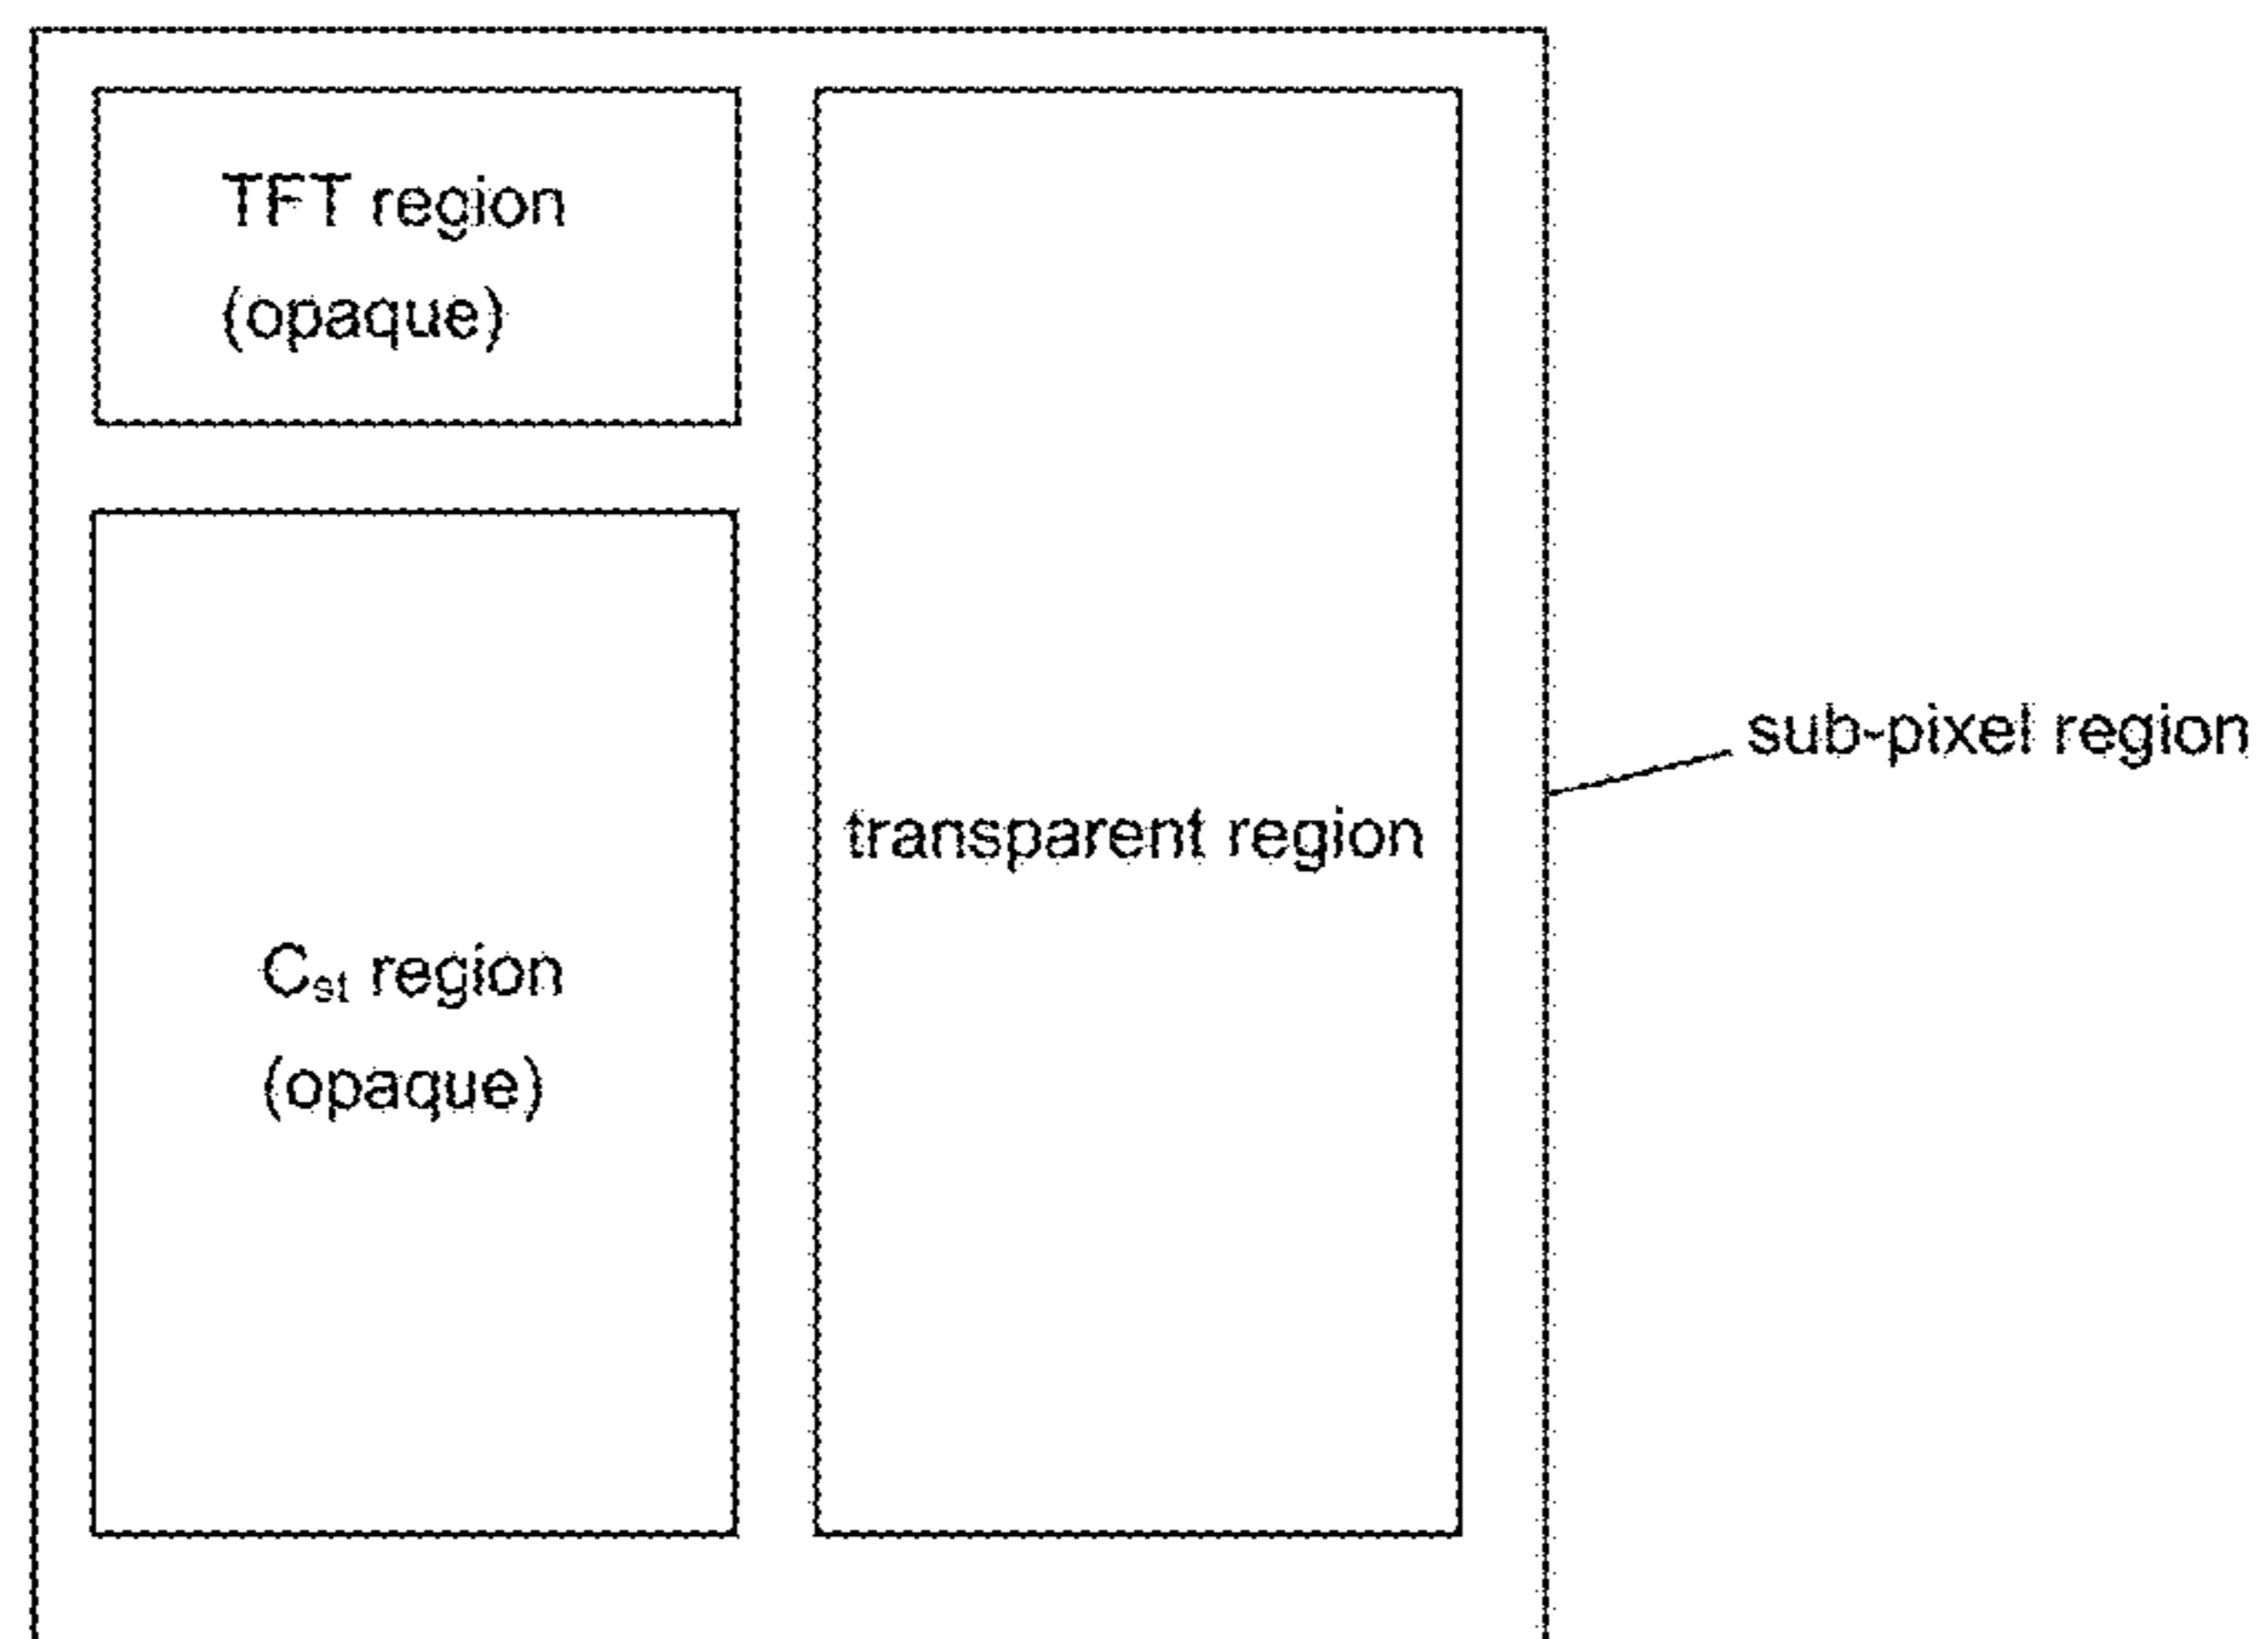 TFT region
(opaque)
sub-pixel region
transparent region
Cst region
(opaque)